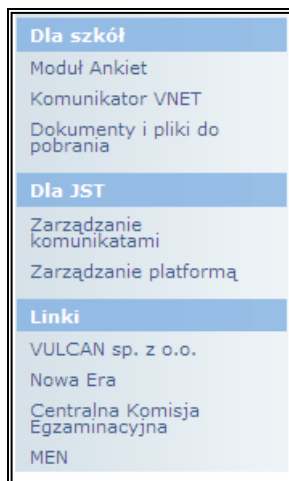 Dla szkół
Moduł Ankiet
Komunikator VNET
Dokumenty i pliki do
pobrania
Dla JST
Zarządzanie
komunikatami
Zarządzanie platformą
Linki
VULCAN sp. z o.o.
Nowa Era
Centralna Komisja
Egzaminacyjna
MEN